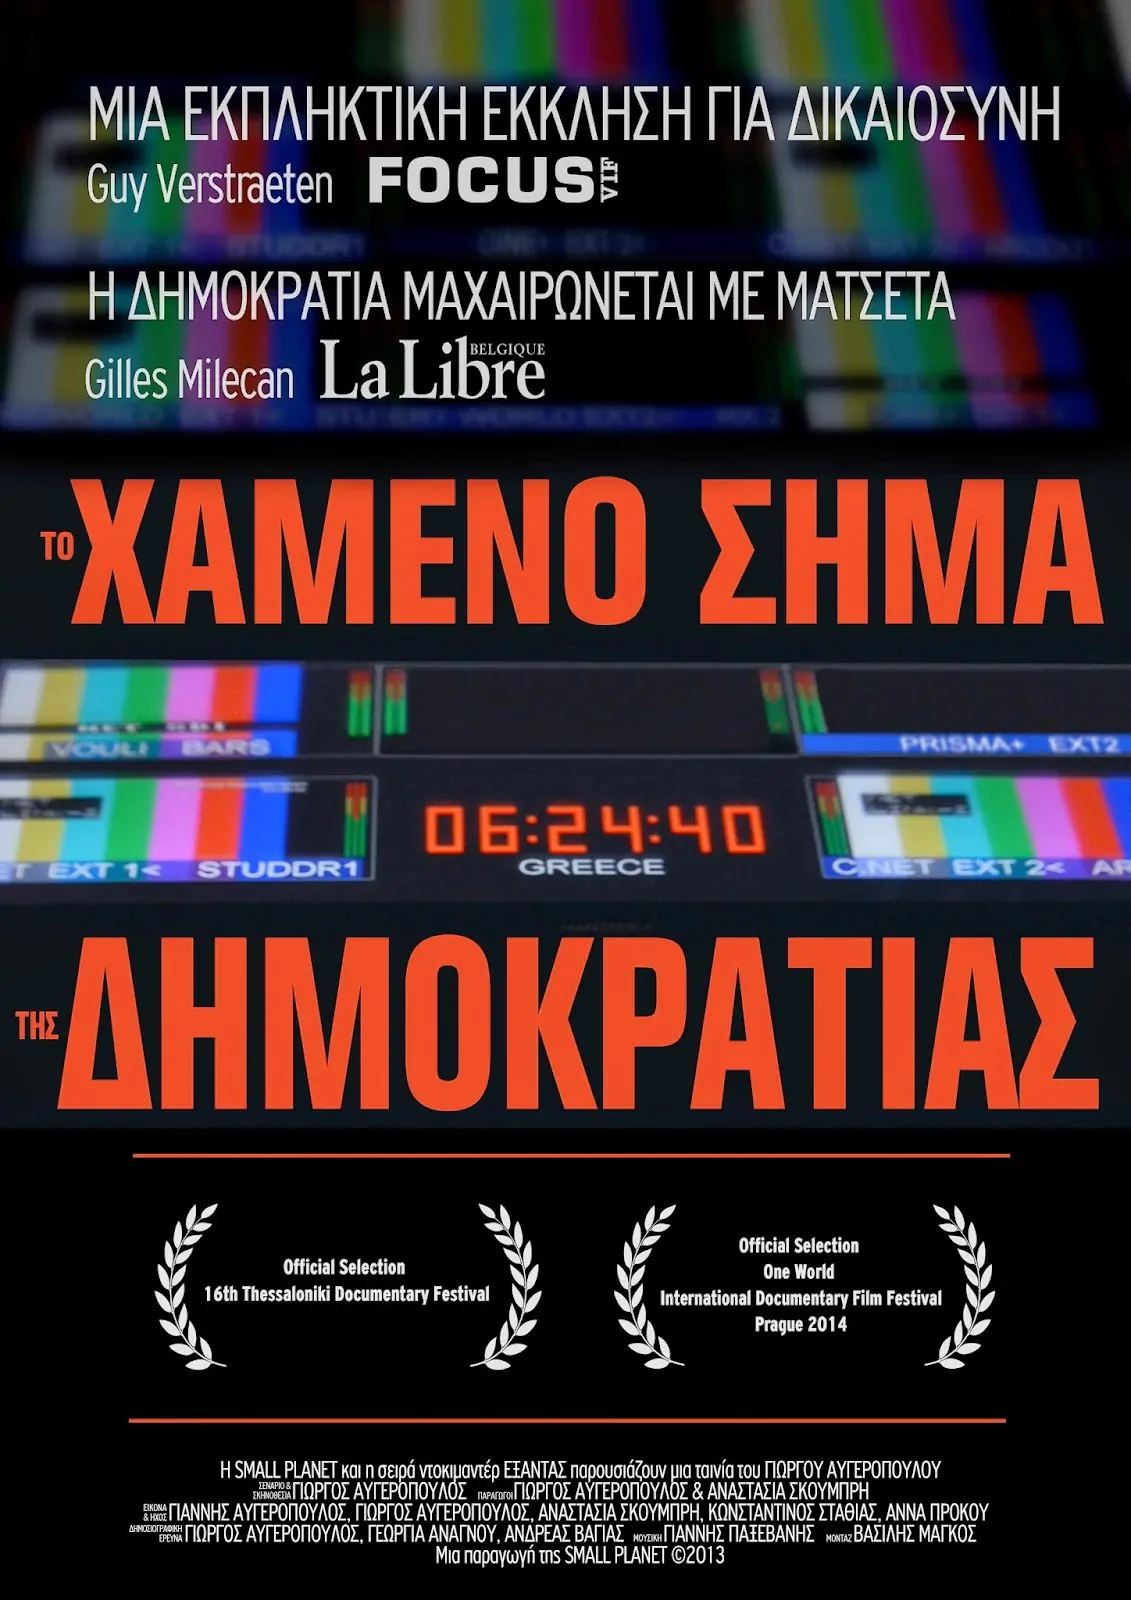 ΜΙΑ ΕΚΠΛΗΚΤΙΚΗ ΕΚΚΛΗΣΗ ΓΙΑ ΔΙΚΑΙΟΣΥΝΗ
Guy Verstraeten FOCUS VIF
Η ΔΗΜΟΚΡΑΤΙΑ ΜΑΧΑΙΡΩΝΕΤΑΙ ΜΕ ΜΑΤΣΕΤΑ
Gilles Milecan La Libre BELGIQUE
ΤΟ ΧΑΜΕΝΟ ΣΗΜΑ
VOULI BARS
PRISMA+ EXT2
06:24:40
EXT 1< STUDDR1
GREECE
C.NET EXT 2<
ΤΗΣ ΔΗΜΟΚΡΑΤΙΑΣ
Official Selection
16th Thessaloniki Documentary Festival
Official Selection
One World
International Documentary Film Festival
Prague 2014
Η SMALL PLANET και η σειρά ντοκιμαντέρ ΕΞΑΝΤΑΣ παρουσιάζουν μια ταινία του ΓΙΩΡΓΟΥ ΑΥΓΕΡΟΠΟΥΛΟΥ
ΣΕΝΑΡΙΟ & ΣΚΗΝΟΘΕΣΙΑ ΓΙΩΡΓΟΣ ΑΥΓΕΡΟΠΟΥΛΟΣ ΠΑΡΑΓΩΓΟΙ ΓΙΩΡΓΟΣ ΑΥΓΕΡΟΠΟΥΛΟΣ & ΑΝΑΣΤΑΣΙΑ ΣΚΟΥΜΠΡΗ
ΕΙΚΟΝΑ & ΗΧΟΣ ΓΙΑΝΝΗΣ ΑΥΓΕΡΟΠΟΥΛΟΣ, ΓΙΩΡΓΟΣ ΑΥΓΕΡΟΠΟΥΛΟΣ, ΑΝΑΣΤΑΣΙΑ ΣΚΟΥΜΠΡΗ, ΚΩΝΣΤΑΝΤΙΝΟΣ ΣΤΑΘΙΑΣ, ΑΝΝΑ ΠΡΟΚΟΥ
ΔΗΜΟΣΙΟΓΡΑΦΙΚΗ ΕΡΕΥΝΑ ΓΙΩΡΓΟΣ ΑΥΓΕΡΟΠΟΥΛΟΣ, ΓΕΩΡΓΙΑ ΑΝΑΓΝΟΥ, ΑΝΔΡΕΑΣ ΒΑΓΙΑΣ ΜΟΥΣΙΚΗ ΓΙΑΝΝΗΣ ΠΑΞΕΒΑΝΗΣ ΜΟΝΤΑΖ ΒΑΣΙΛΗΣ ΜΑΓΚΟΣ
Μια παραγωγή της SMALL PLANET ©2013